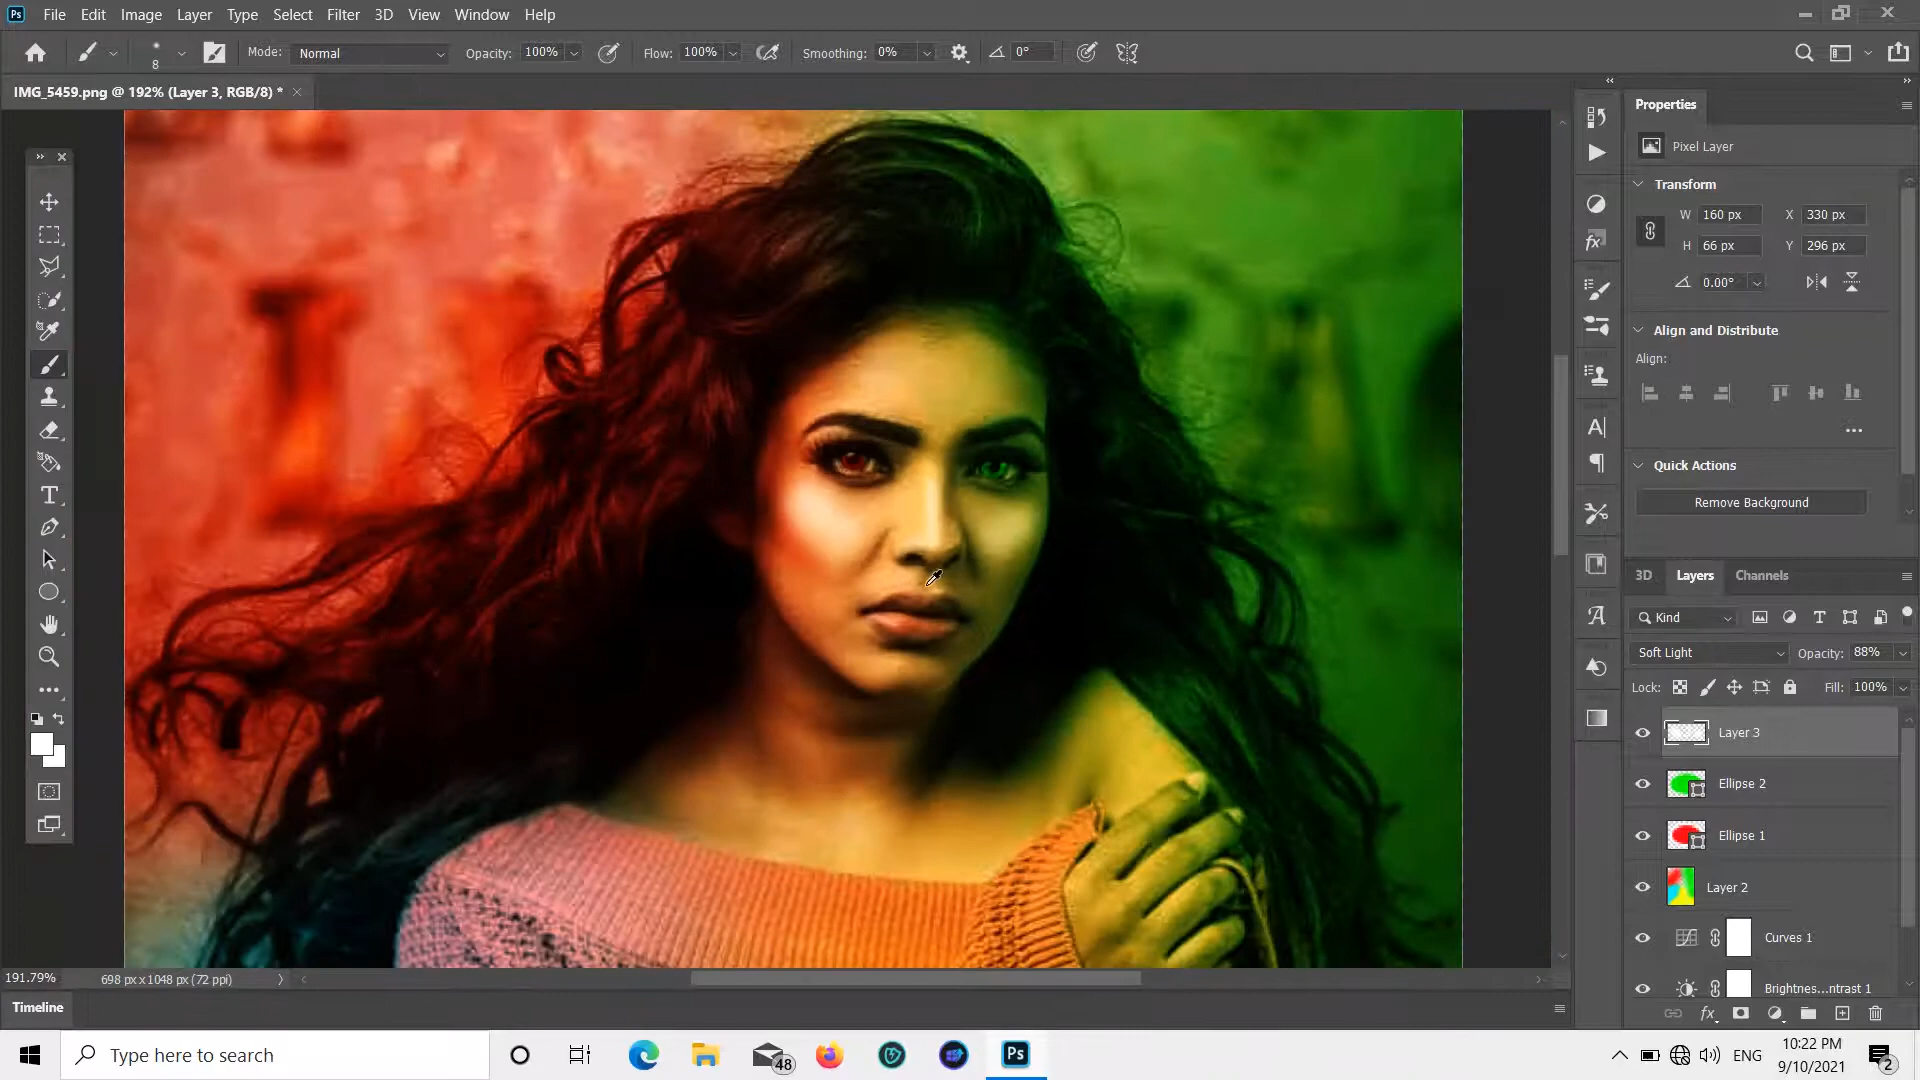 Ps File Edit Image Layer Type Select Filter 3D View Window Help
8 Mode: Normal Opacity: 100% Flow: 100% Smoothing: 0% 0°
IMG_5459.png @ 192% (Layer 3, RGB/8) *
Properties
Pixel Layer
Transform
W 160 px X 330 px
H 66 px Y 296 px
0.00°
Align and Distribute
Align:
Quick Actions
Remove Background
3D Layers Channels
Kind
Soft Light Opacity: 88%
Lock: Fill: 100%
Layer 3
Ellipse 2
Ellipse 1
Layer 2
Curves 1
Brightnes...ntrast 1
191.79% 698 px x 1048 px (72 ppi)
Timeline
Type here to search 48 Ps ENG 10:22 PM
9/10/2021 2